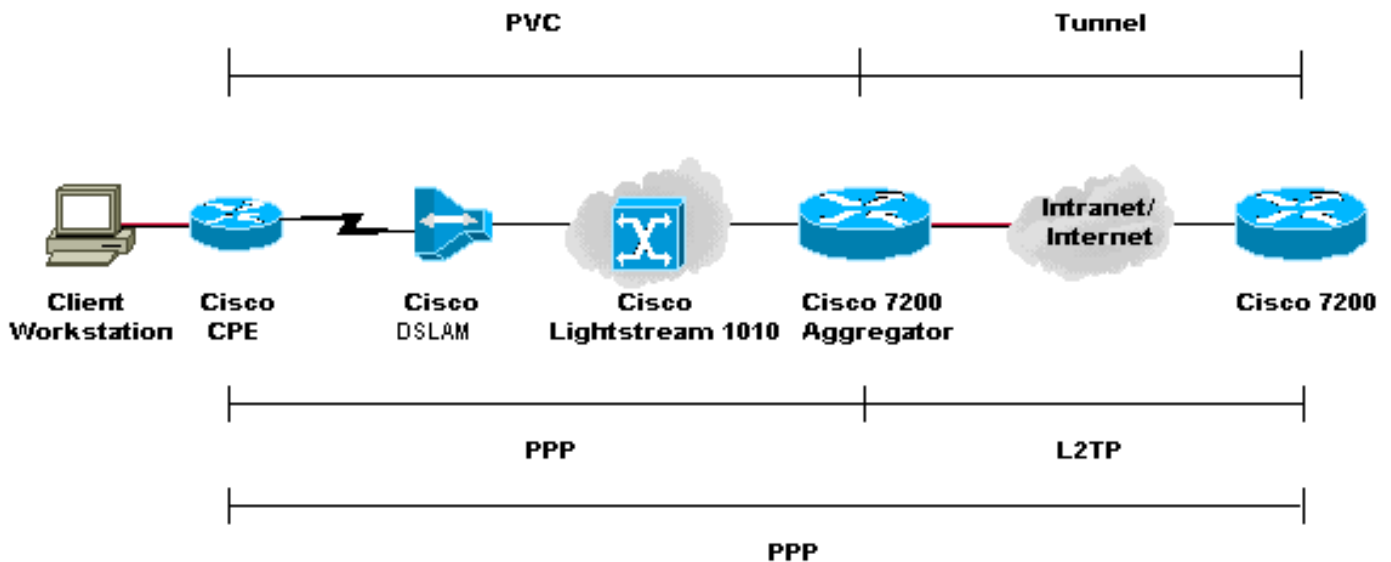 PVC
Tunnel
Intranet/
Internet
Client
Workstation
Cisco
CPE
Cisco
DSLAM
Cisco
Lightstream 1010
Cisco 7200
Aggregator
Cisco 7200
PPP
L2TP
PPP